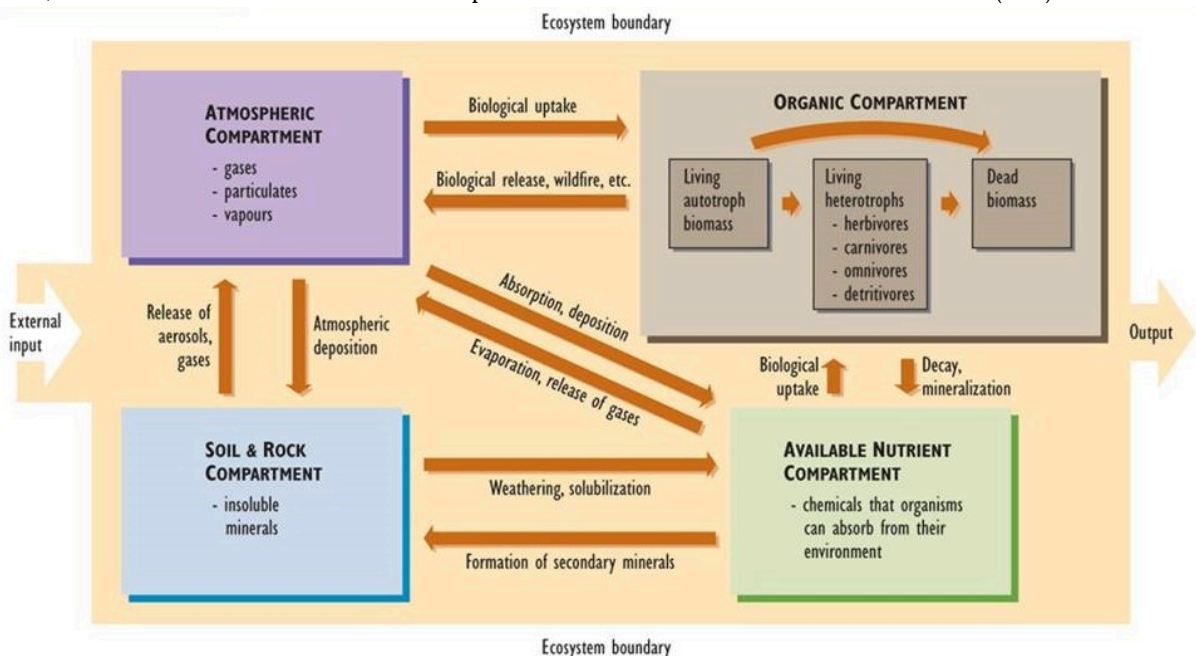 Ecosystem boundary
ATMOSPHERIC
COMPARTMENT
- gases
- particulates
- vapours
Biological uptake
Biological release, wildfire, etc.
ORGANIC COMPARTMENT
Living
autotroph
biomass
Living
heterotrophs
- herbivores
- carnivores
- omnivores
- detritivores
Dead
biomass
External
input
Release of
aerosols,
gases
Atmospheric
deposition
Absorption, deposition
Evaporation, release of gases
Biological
uptake
Decay,
mineralization
Output
SOIL & ROCK
COMPARTMENT
- insoluble
minerals
Weathering, solubilization
Formation of secondary minerals
AVAILABLE NUTRIENT
COMPARTMENT
- chemicals that organisms
can absorb from their
environment
Ecosystem boundary